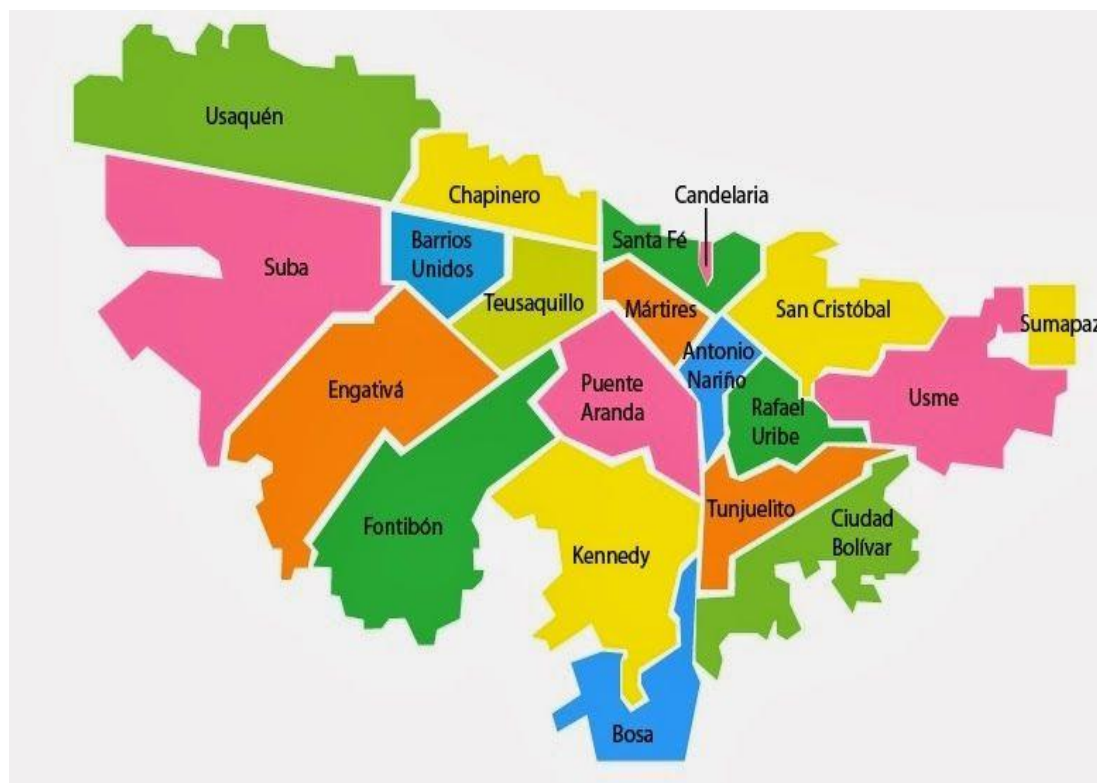 Usaquén
Chapinero
Candelaria
Santa Fé
Barrios
Unidos
Suba
Teusaquillo
Mártires
San Cristóbal
Sumapaz
Antonio
Nariño
Engativá
Puente
Aranda
Usme
Rafael
Uribe
Tunjuelito
Ciudad
Bolívar
Fontibón
Kennedy
Bosa